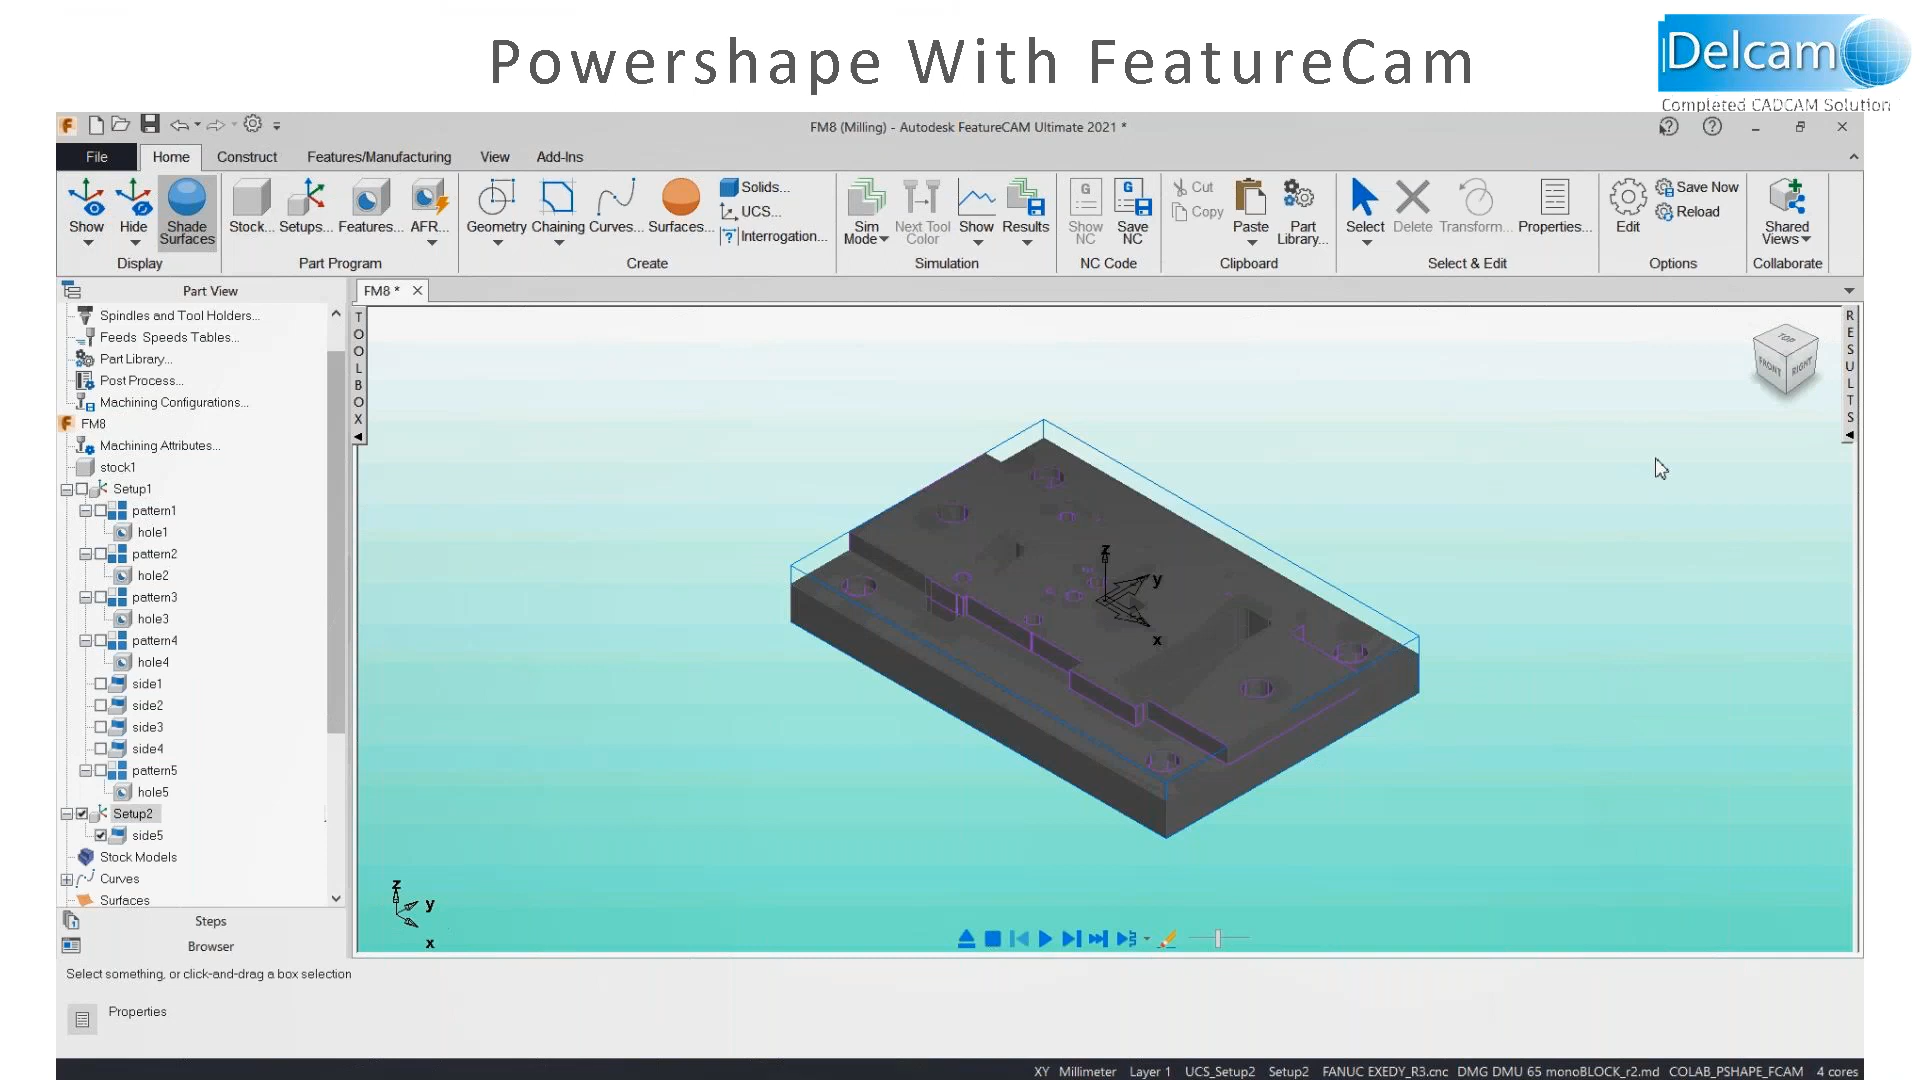 Powershape With FeatureCam
Delcam
Completed CADCAM Solution
FM8 (Milling) - Autodesk FeatureCAM Ultimate 2021 *
File Home Construct Features/Manufacturing View Add-Ins
Show Hide Shade Surfaces Stock... Setups... Features... AFR... Geometry Chaining Curves... Surfaces... Solids... UCS... Interrogation... Sim Mode Next Tool Color Show Results Show NC Save NC Cut Copy Paste Part Library... Select Delete Transform... Properties... Edit Save Now Reload Shared Views
Display Part Program Create Simulation NC Code Clipboard Select & Edit Options Collaborate
Part View
FM8 *
Spindles and Tool Holders...
Feeds Speeds Tables...
Part Library...
Post Process...
Machining Configurations...
FM8
Machining Attributes...
stock1
Setup1
pattern1
hole1
pattern2
hole2
pattern3
hole3
pattern4
hole4
side1
side2
side3
side4
pattern5
hole5
Setup2
side5
Stock Models
Curves
Surfaces
Steps
Browser
TOOLBOX
RESULTS
TOP
FRONT RIGHT
z
y
x
z
y
x
Select something, or click-and-drag a box selection
Properties
XY Millimeter Layer 1 UCS_Setup2 Setup2 FANUC EXEDY_R3.cnc DMG DMU 65 monoBLOCK_r2.md COLAB_PSHAPE_FCAM 4 cores